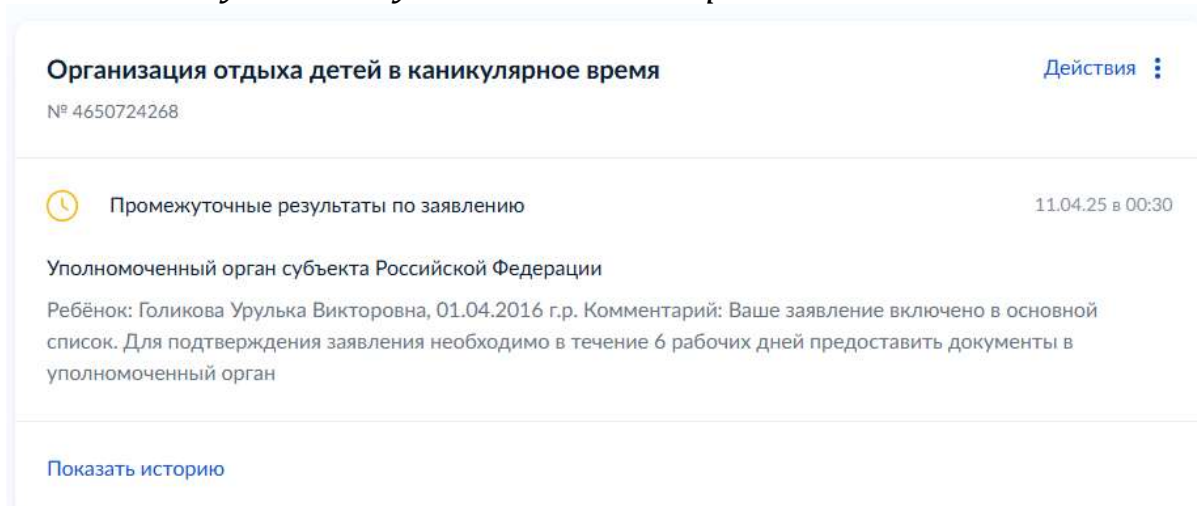 Организация отдыха детей в каникулярное время
Действия
№ 4650724268
Промежуточные результаты по заявлению
11.04.25 в 00:30
Уполномоченный орган субъекта Российской Федерации
Ребёнок: Голикова Урулька Викторовна, 01.04.2016 г.р. Комментарий: Ваше заявление включено в основной
список. Для подтверждения заявления необходимо в течение 6 рабочих дней предоставить документы в
уполномоченный орган
Показать историю